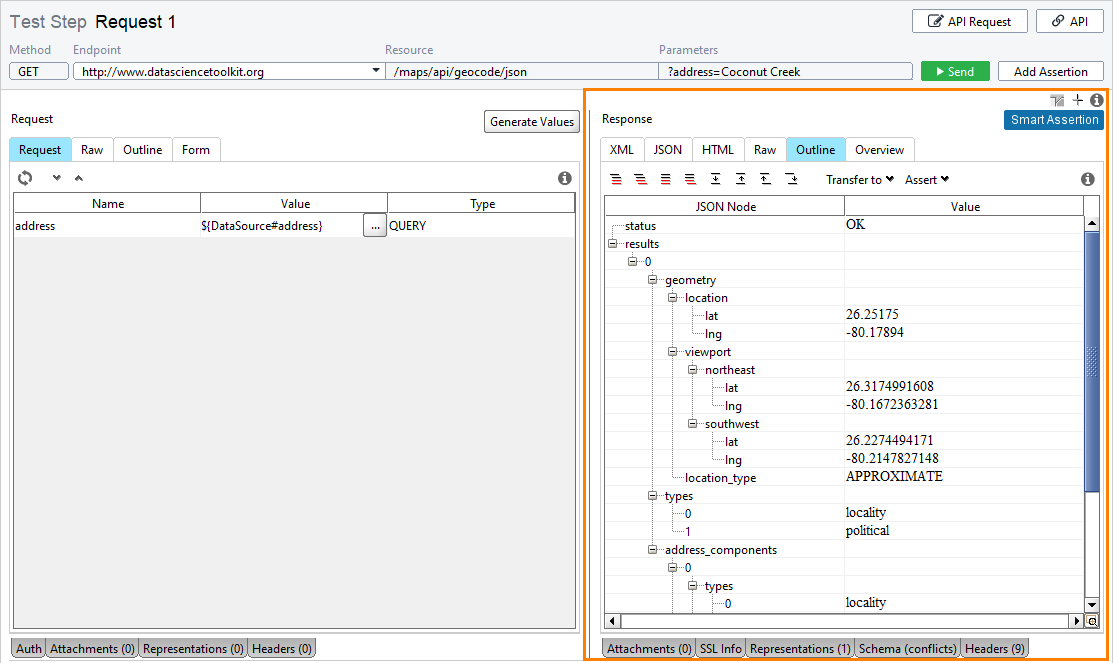 Test Step Request 1
API Request
API
Method Endpoint Resource Parameters
GET http://www.datasciencetoolkit.org /maps/api/geocode/json ?address=Coconut Creek Send Add Assertion
Request
Generate Values
Request Raw Outline Form
Name Value Type
address ${DataSource#address} ... QUERY
Auth Attachments (0) Representations (0) Headers (0)
Response
Smart Assertion
XML JSON HTML Raw Outline Overview
Transfer to Assert
JSON Node Value
status OK
results
0
geometry
location
lat 26.25175
lng -80.17894
viewport
northeast
lat 26.3174991608
lng -80.1672363281
southwest
lat 26.2274494171
lng -80.2147827148
location_type APPROXIMATE
types
0 locality
1 political
address_components
0
types
0 locality
Attachments (0) SSL Info Representations (1) Schema (conflicts) Headers (9)